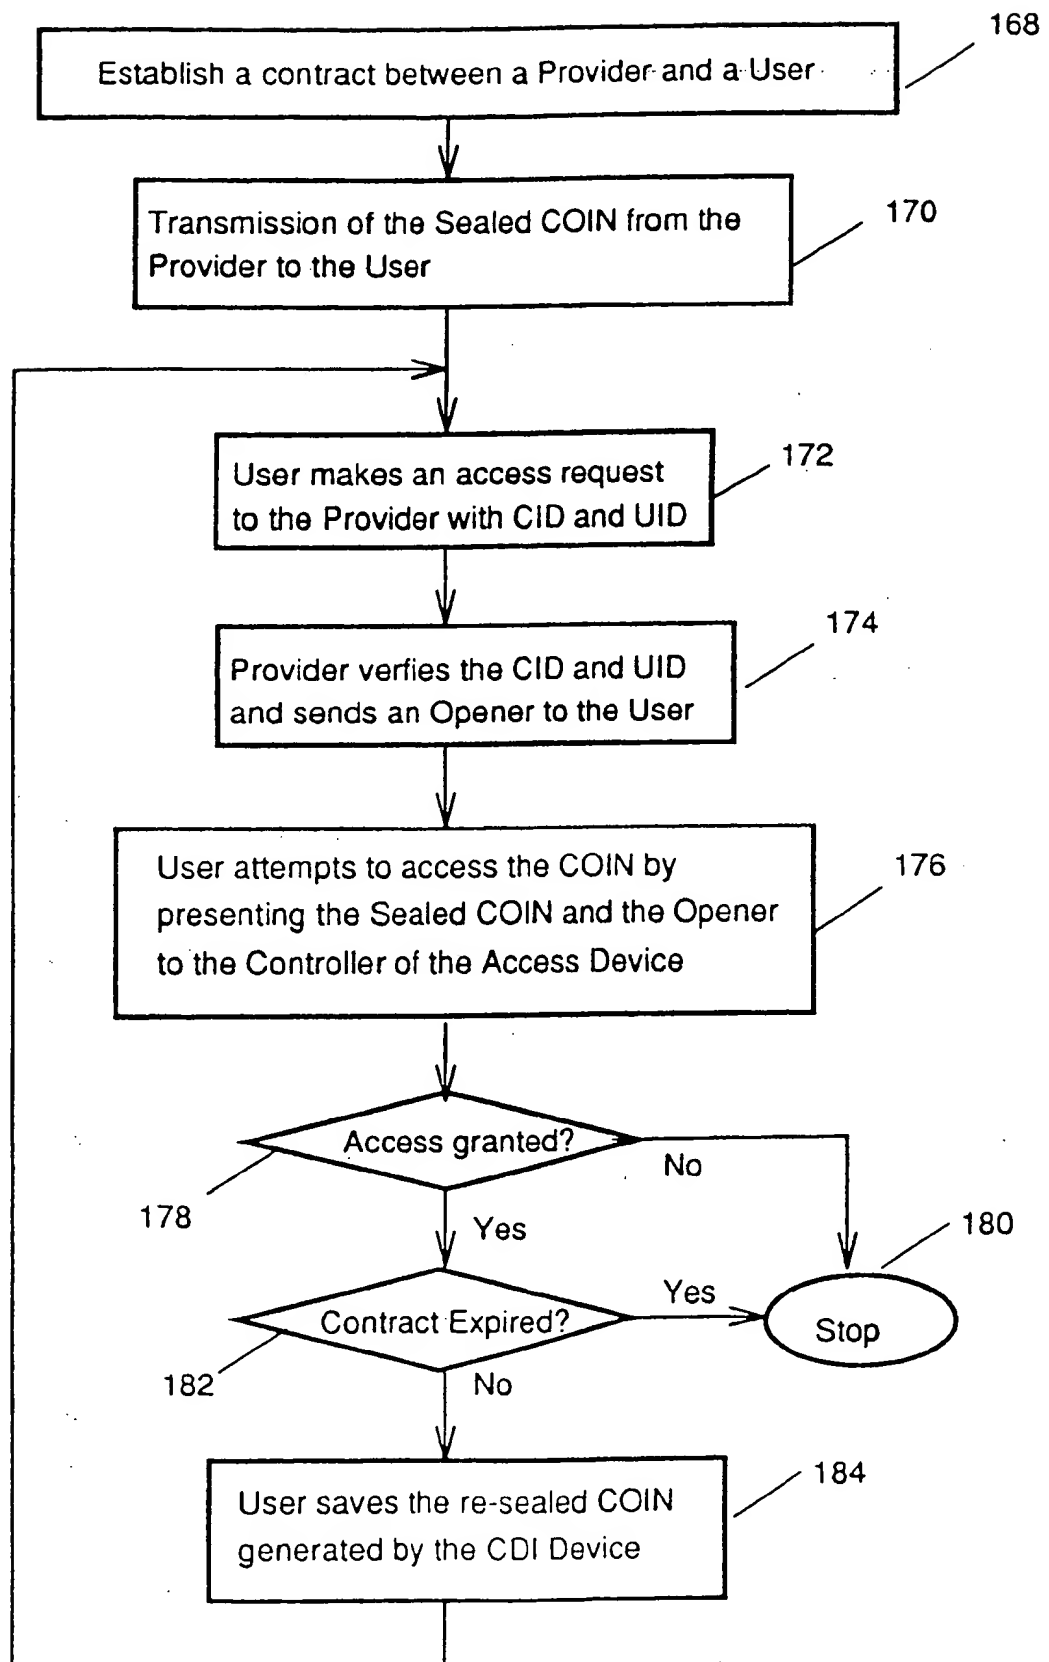 168
Establish a contract between a Provider and a User
Transmission of the Sealed COIN from the
Provider to the User
170
User makes an access request
to the Provider with CID and UID
172
174
Provider verfies the CID and UID
and sends an Opener to the User
User attempts to access the COIN by
presenting the Sealed COIN and the Opener
to the Controller of the Access Device
176
Access granted?
No
178
Yes
180
Contract Expired?
Yes
Stop
182
No
User saves the re-sealed COIN
generated by the CDI Device
184